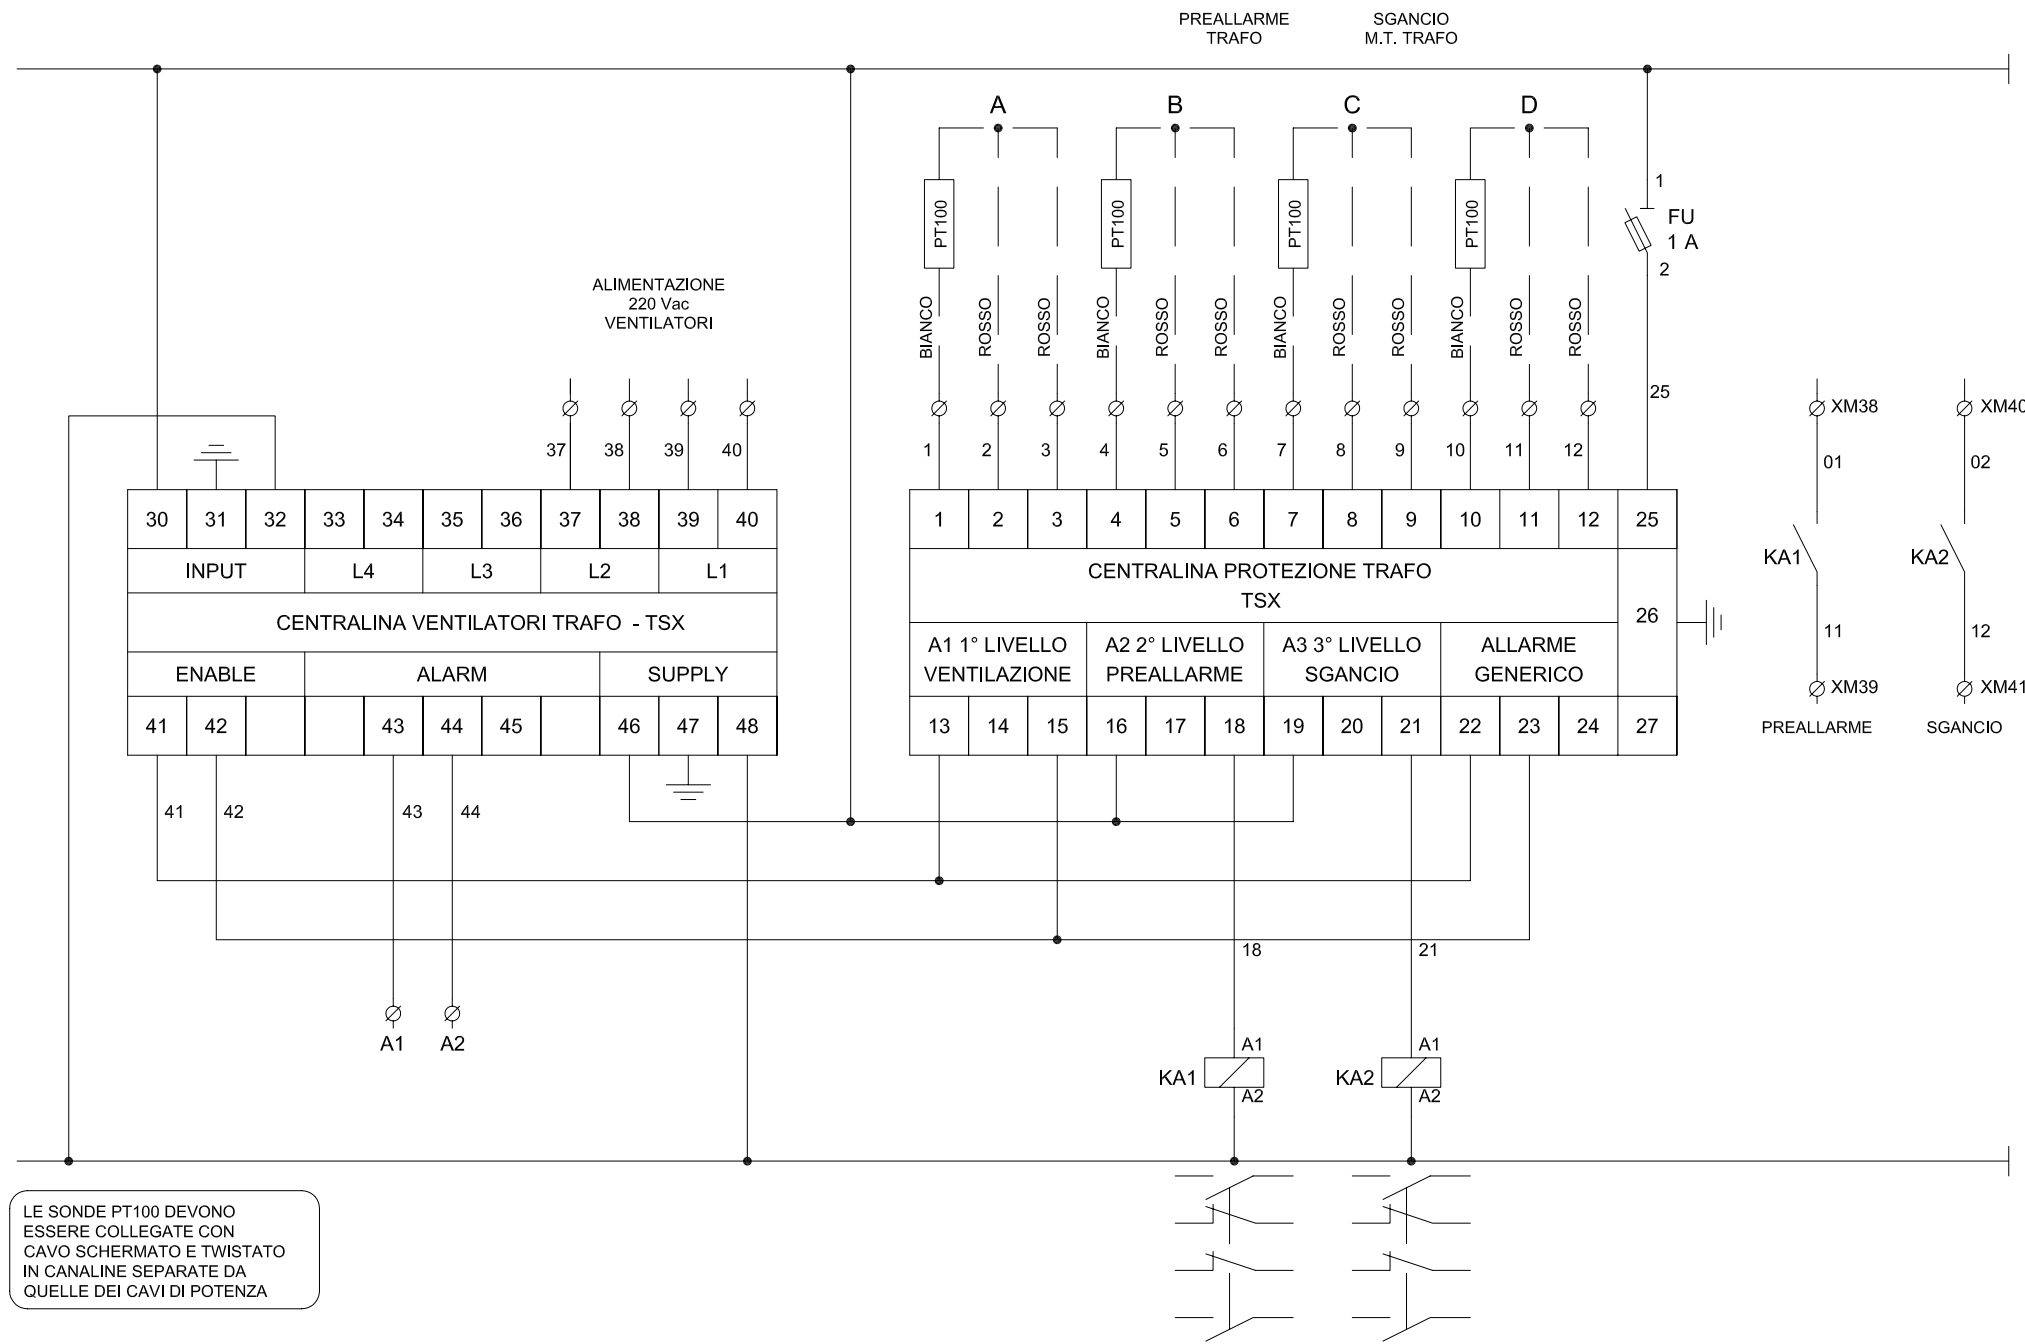 PREALLARME
TRAFO
SGANCIO
M.T. TRAFO
A
B
C
D
PT100
PT100
PT100
PT100
1
FU
1 A
2
ALIMENTAZIONE
220 Vac
VENTILATORI
BIANCO
ROSSO
ROSSO
BIANCO
ROSSO
ROSSO
BIANCO
ROSSO
ROSSO
BIANCO
ROSSO
ROSSO
25
XM38
XM40
37
38
39
40
1
2
3
4
5
6
7
8
9
10
11
12
01
02
30
31
32
33
34
35
36
37
38
39
40
1
2
3
4
5
6
7
8
9
10
11
12
25
INPUT
L4
L3
L2
L1
CENTRALINA PROTEZIONE TRAFO
TSX
KA1
KA2
CENTRALINA VENTILATORI TRAFO - TSX
26
11
12
A1 1° LIVELLO
VENTILAZIONE
A2 2° LIVELLO
PREALLARME
A3 3° LIVELLO
SGANCIO
ALLARME
GENERICO
ENABLE
ALARM
SUPPLY
XM39
XM41
41
42
43
44
45
46
47
48
13
14
15
16
17
18
19
20
21
22
23
24
27
PREALLARME
SGANCIO
41
42
43
44
18
21
A1
A2
A1
A1
KA1
KA2
A2
A2
LE SONDE PT100 DEVONO
ESSERE COLLEGATE CON
CAVO SCHERMATO E TWISTATO
IN CANALINE SEPARATE DA
QUELLE DEI CAVI DI POTENZA